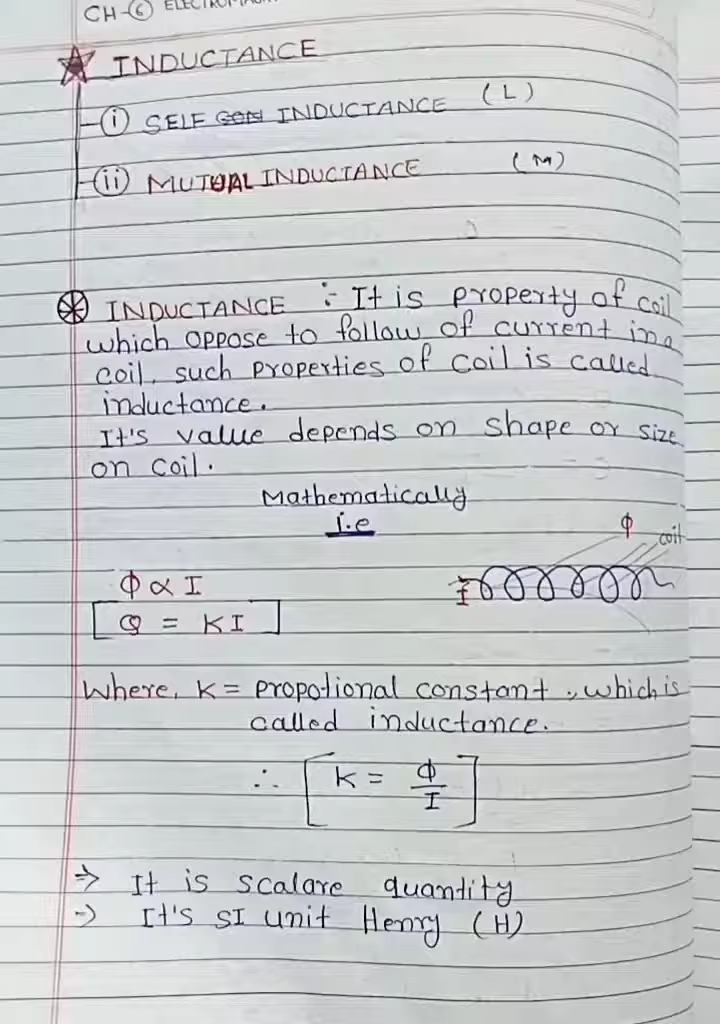 CH-⑥ ELECTROMAG
★ INDUCTANCE
(i) SELF INDUCTANCE (L)
(ii) MUTUAL INDUCTANCE (M)
INDUCTANCE :- It is property of coil
which oppose to follow of current in a
coil, such properties of coil is called
inductance.
It's value depends on shape or size
on coil.
Mathematically
i.e
Φ coil
Φ ∝ I
I
[Q = KI]
Where, K = propotional constant, which is
called inductance.
∴ [K = Φ/I]
⇒ It is scalare quantity
⇒ It's SI unit Henry (H)